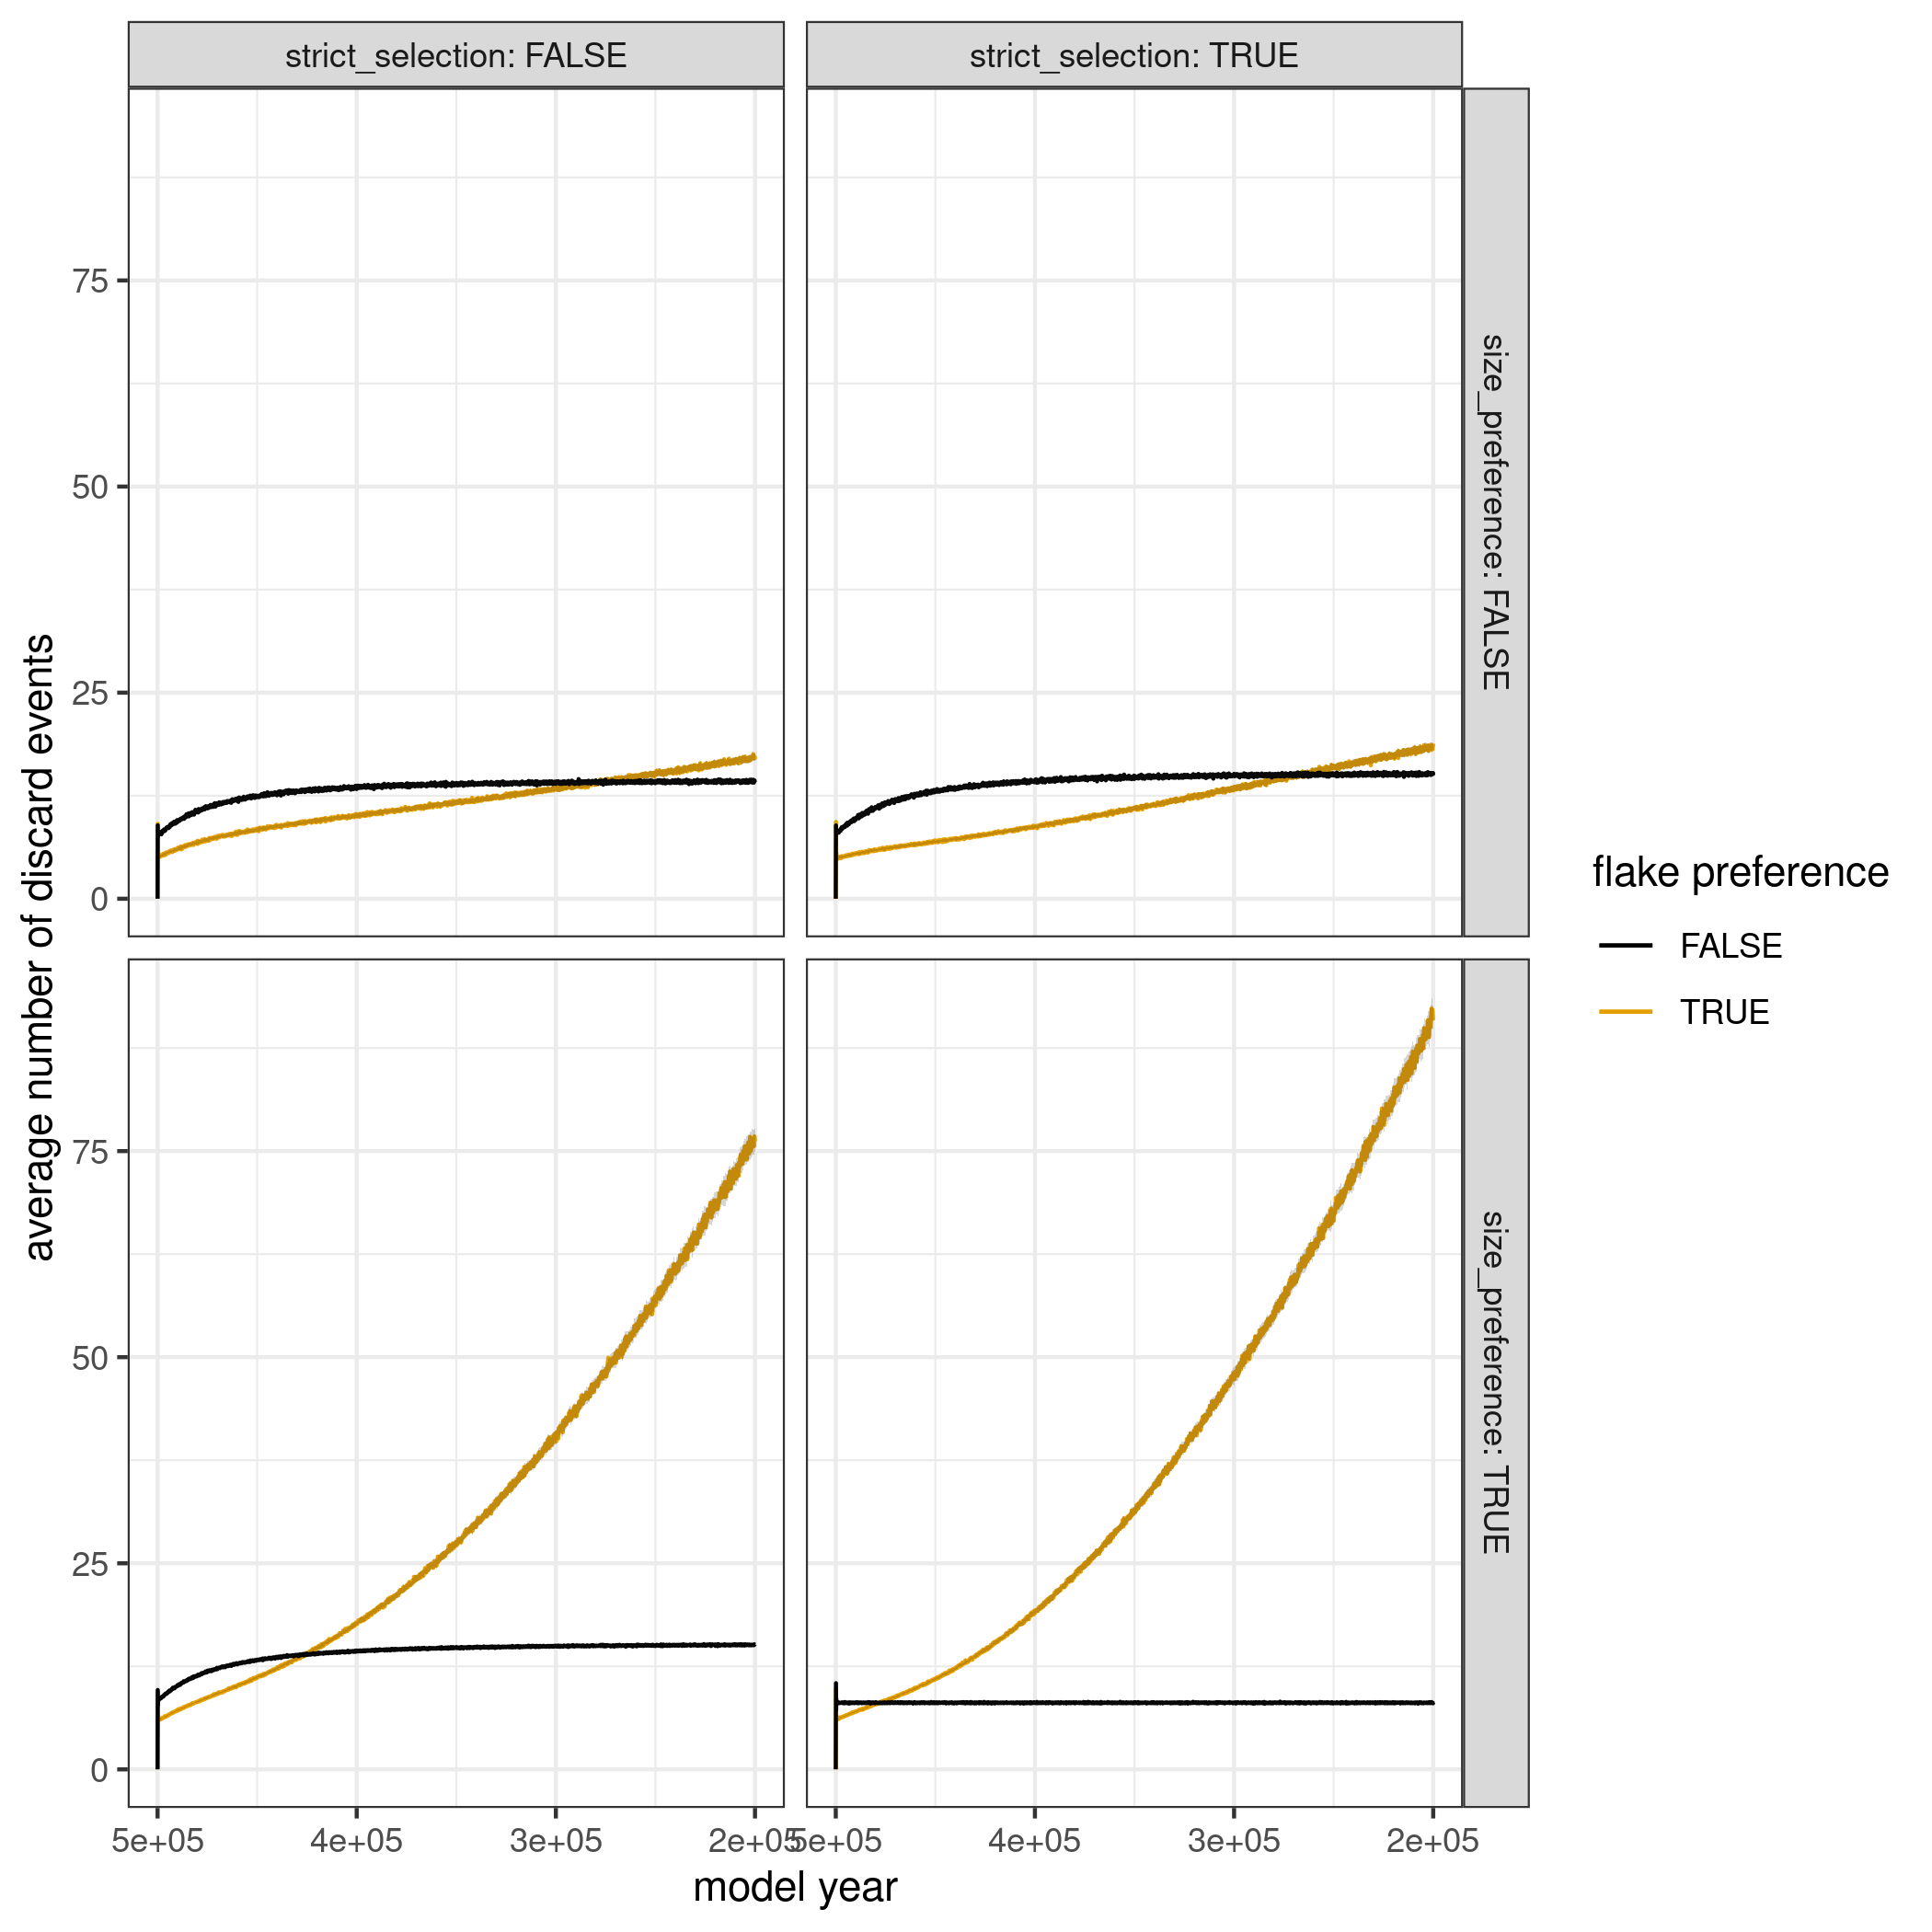 strict_selection: FALSE
strict_selection: TRUE
size_preference: FALSE
size_preference: TRUE
average number of discard events
75
50
25
0
75
50
25
0
5e+05
4e+05
3e+05
2e+05
5e+05
4e+05
3e+05
2e+05
model year
flake preference
FALSE
TRUE